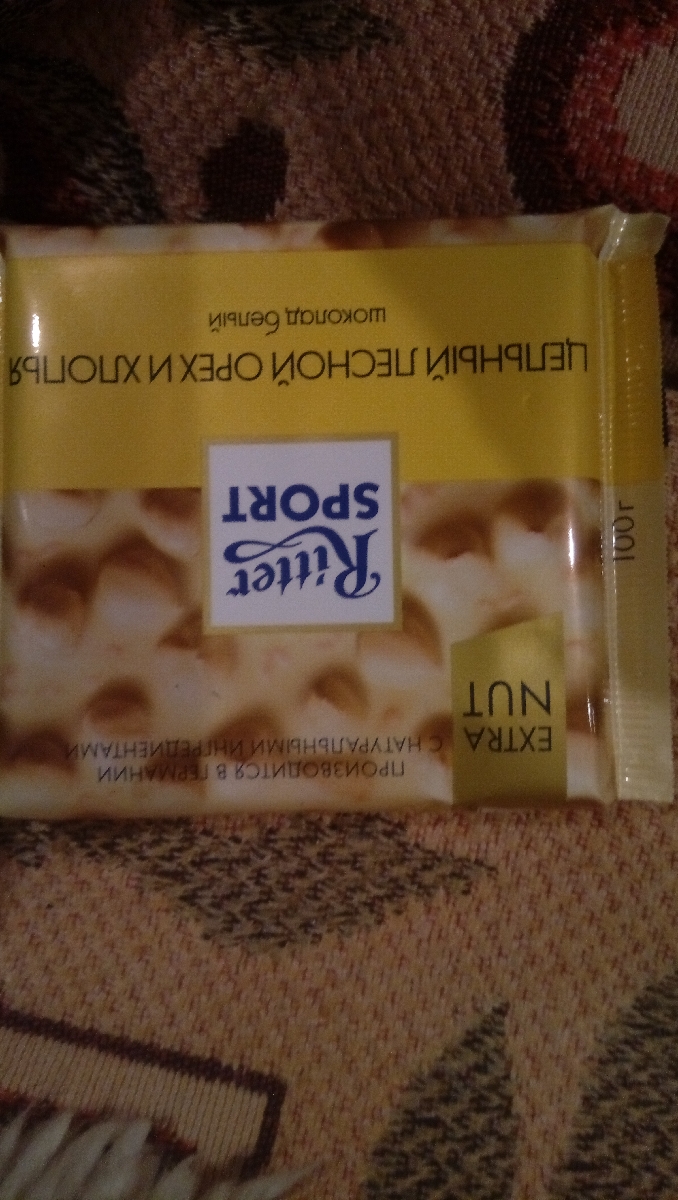 ПРОИЗВОДИТСЯ В ГЕРМАНИИ
С НАТУРАЛЬНЫМИ ИНГРЕДИЕНТАМИ
EXTRA
NUT
Ritter
SPORT
100г
ЦЕЛЬНЫЙ ЛЕСНОЙ ОРЕХ И ХЛОПЬЯ
шоколад белый